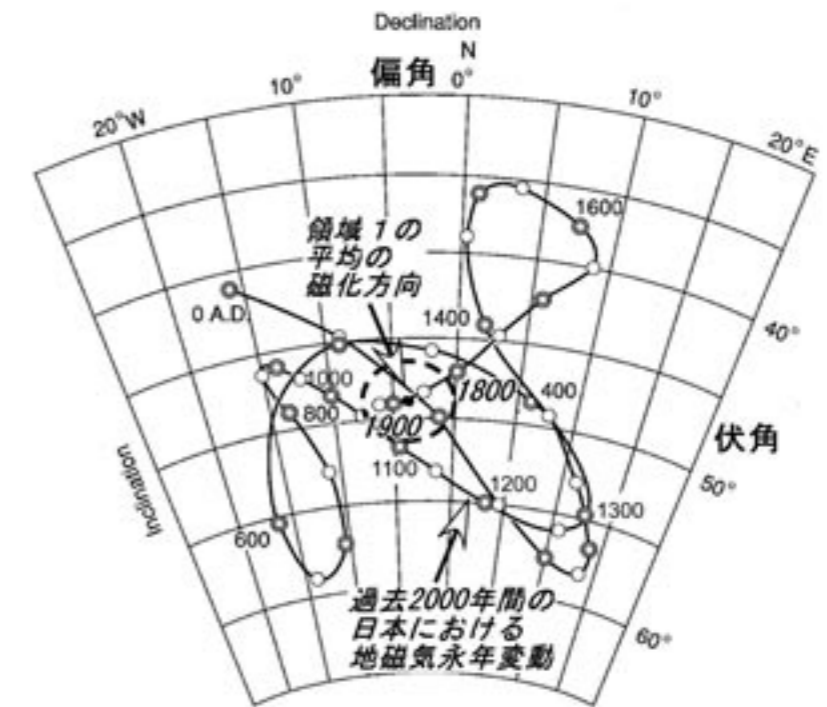 Declination
N
偏角 0°
10°
10°
20°W
20°E
1600
領域1の
平均の
磁化方向
0 A.D.
1400
40°
1000
1800
400
800
1900
伏角
1100
Inclination
50°
1200
1300
600
過去2000年間の
日本における
地磁気永年変動
60°